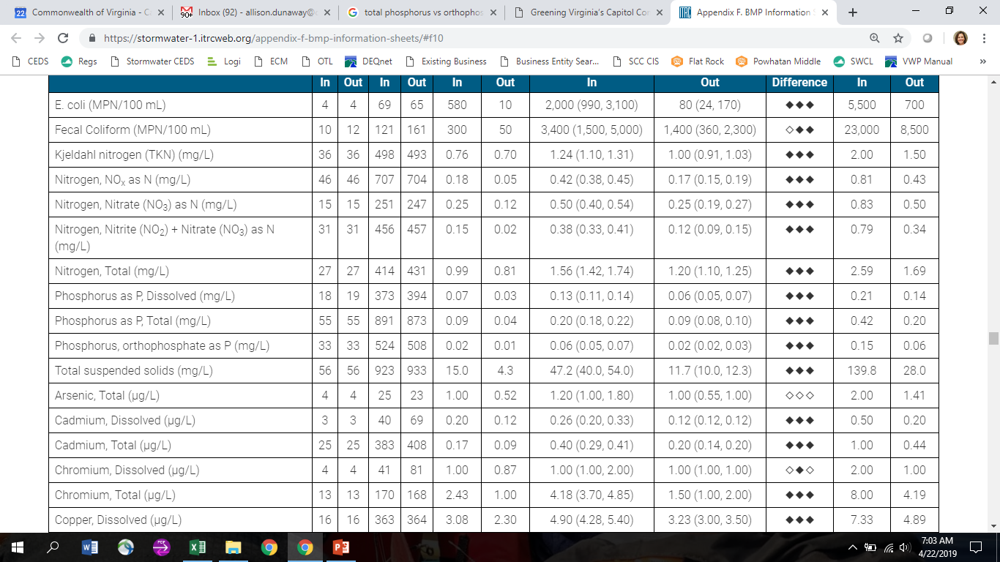 22 Commonwealth of Virginia - C
90+ Inbox (92) - allison.dunaway@
total phosphorus vs orthophos
Greening Virginia's Capitol Cor
Appendix F. BMP Information S
https://stormwater-1.itrcweb.org/appendix-f-bmp-information-sheets/#f10
CEDS Regs Stormwater CEDS Logi ECM OTL DEQnet Existing Business Business Entity Sear... SCC CIS Flat Rock Powhatan Middle SWCL VWP Manual »
In Out In Out In Out In Out Difference In Out
E. coli (MPN/100 mL) 4 4 69 65 580 10 2,000 (990, 3,100) 80 (24, 170) ◆◆◆ 5,500 700
Fecal Coliform (MPN/100 mL) 10 12 121 161 300 50 3,400 (1,500, 5,000) 1,400 (360, 2,300) ◇◆◆ 23,000 8,500
Kjeldahl nitrogen (TKN) (mg/L) 36 36 498 493 0.76 0.70 1.24 (1.10, 1.31) 1.00 (0.91, 1.03) ◆◆◆ 2.00 1.50
Nitrogen, NOx as N (mg/L) 46 46 707 704 0.18 0.05 0.42 (0.38, 0.45) 0.17 (0.15, 0.19) ◆◆◆ 0.81 0.43
Nitrogen, Nitrate (NO3) as N (mg/L) 15 15 251 247 0.25 0.12 0.50 (0.40, 0.54) 0.25 (0.19, 0.27) ◆◆◆ 0.83 0.50
Nitrogen, Nitrite (NO2) + Nitrate (NO3) as N 31 31 456 457 0.15 0.02 0.38 (0.33, 0.41) 0.12 (0.09, 0.15) ◆◆◆ 0.79 0.34
(mg/L)
Nitrogen, Total (mg/L) 27 27 414 431 0.99 0.81 1.56 (1.42, 1.74) 1.20 (1.10, 1.25) ◆◆◆ 2.59 1.69
Phosphorus as P, Dissolved (mg/L) 18 19 373 394 0.07 0.03 0.13 (0.11, 0.14) 0.06 (0.05, 0.07) ◆◆◆ 0.21 0.14
Phosphorus as P, Total (mg/L) 55 55 891 873 0.09 0.04 0.20 (0.18, 0.22) 0.09 (0.08, 0.10) ◆◆◆ 0.42 0.20
Phosphorus, orthophosphate as P (mg/L) 33 33 524 508 0.02 0.01 0.06 (0.05, 0.07) 0.02 (0.02, 0.03) ◆◆◆ 0.15 0.06
Total suspended solids (mg/L) 56 56 923 933 15.0 4.3 47.2 (40.0, 54.0) 11.7 (10.0, 12.3) ◆◆◆ 139.8 28.0
Arsenic, Total (µg/L) 4 4 25 23 1.00 0.52 1.20 (1.00, 1.80) 1.00 (0.55, 1.00) ◇◇◇ 2.00 1.41
Cadmium, Dissolved (µg/L) 3 3 40 69 0.20 0.12 0.26 (0.20, 0.33) 0.12 (0.12, 0.12) ◆◆◆ 0.50 0.20
Cadmium, Total (µg/L) 25 25 383 408 0.17 0.09 0.40 (0.29, 0.41) 0.20 (0.14, 0.20) ◆◆◆ 1.00 0.44
Chromium, Dissolved (µg/L) 4 4 41 81 1.00 0.87 1.00 (1.00, 2.00) 1.00 (1.00, 1.00) ◇◆◇ 2.00 1.00
Chromium, Total (µg/L) 13 13 170 168 2.43 1.00 4.18 (3.70, 4.85) 1.50 (1.00, 2.00) ◆◆◆ 8.00 4.19
Copper, Dissolved (µg/L) 16 16 363 364 3.08 2.30 4.90 (4.28, 5.40) 3.23 (3.00, 3.50) ◆◆◆ 7.33 4.89
7:03 AM
4/22/2019